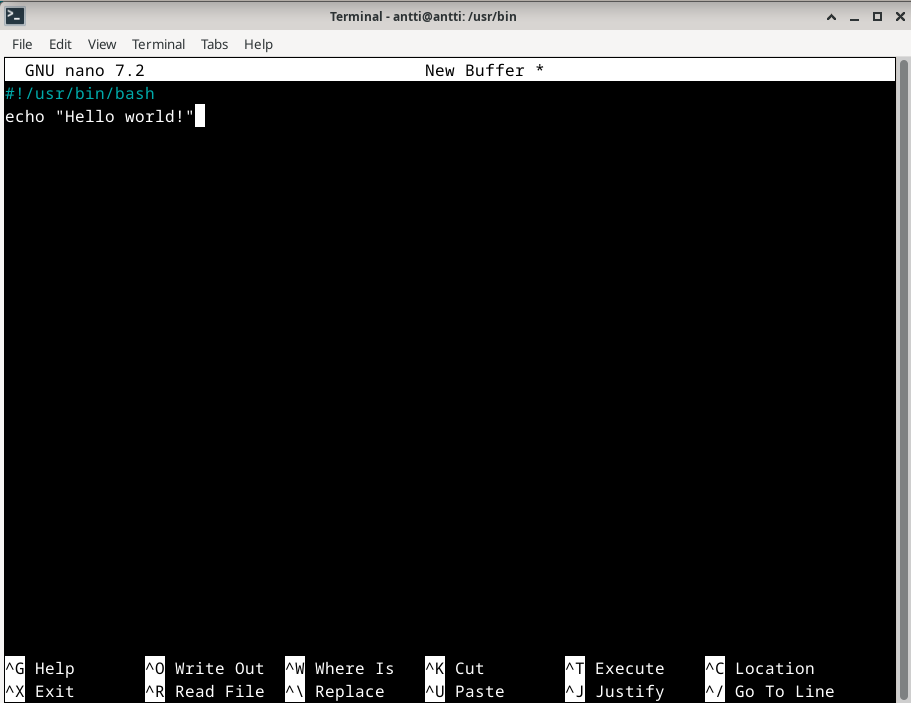 Terminal - antti@antti: /usr/bin
File Edit View Terminal Tabs Help
GNU nano 7.2 New Buffer *
#!/usr/bin/bash
echo "Hello world!"
^G Help ^O Write Out ^W Where Is ^K Cut ^T Execute ^C Location
^X Exit ^R Read File ^\ Replace ^U Paste ^J Justify ^/ Go To Line